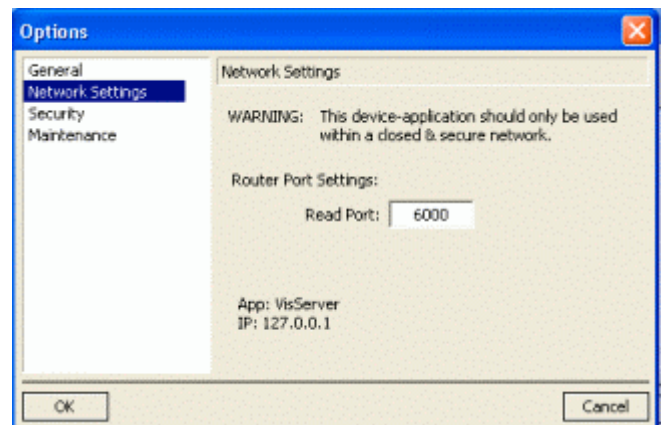 Options
General
Network Settings
Security
Maintenance
Network Settings
WARNING: This device-application should only be used
within a closed & secure network.
Router Port Settings:
Read Port: 6000
App: VisServer
IP: 127.0.0.1
OK
Cancel